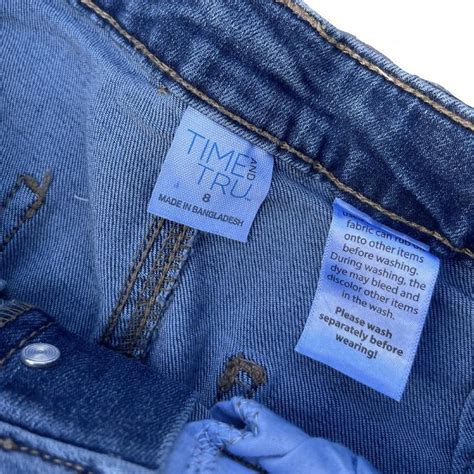 TIME
AND
TRU
8
MADE IN BANGLADESH
fabric can
onto other items
before washing.
During washing, the
dye may bleed and
discolor other items
in the wash.
Please wash
separately before
wearing!